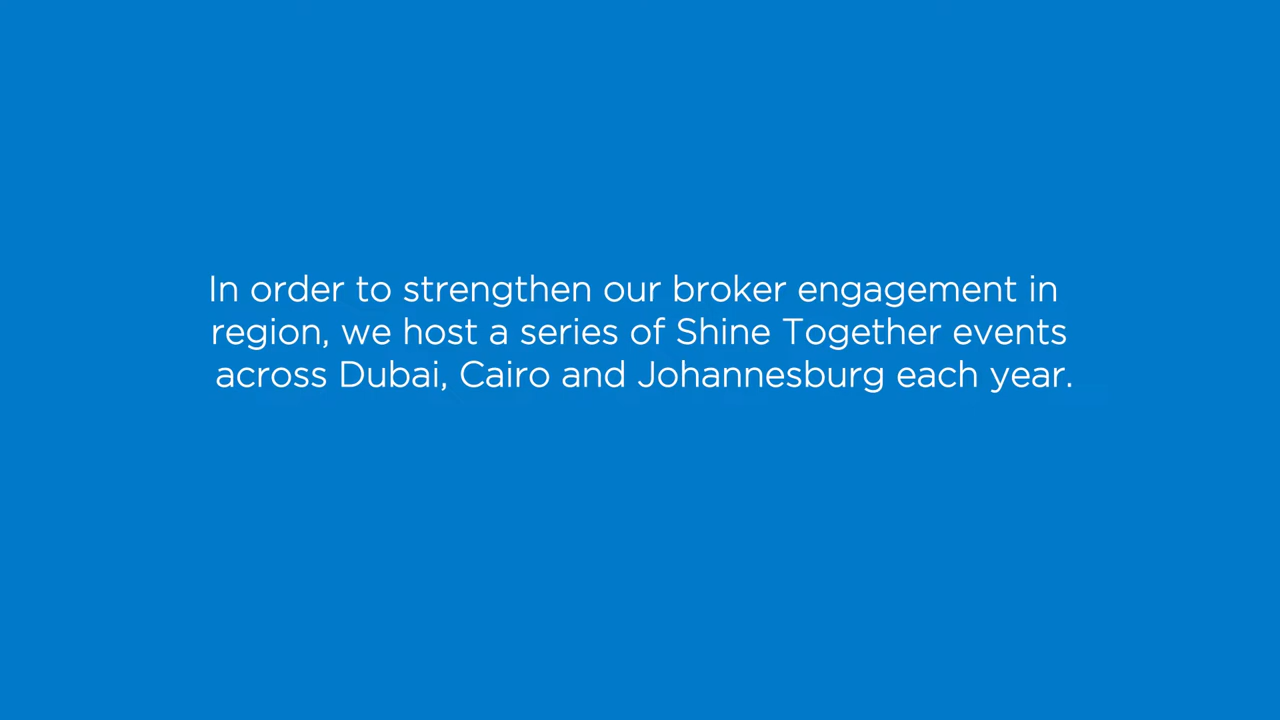 In order to strengthen our broker engagement in
region, we host a series of Shine Together events
across Dubai, Cairo and Johannesburg each year.